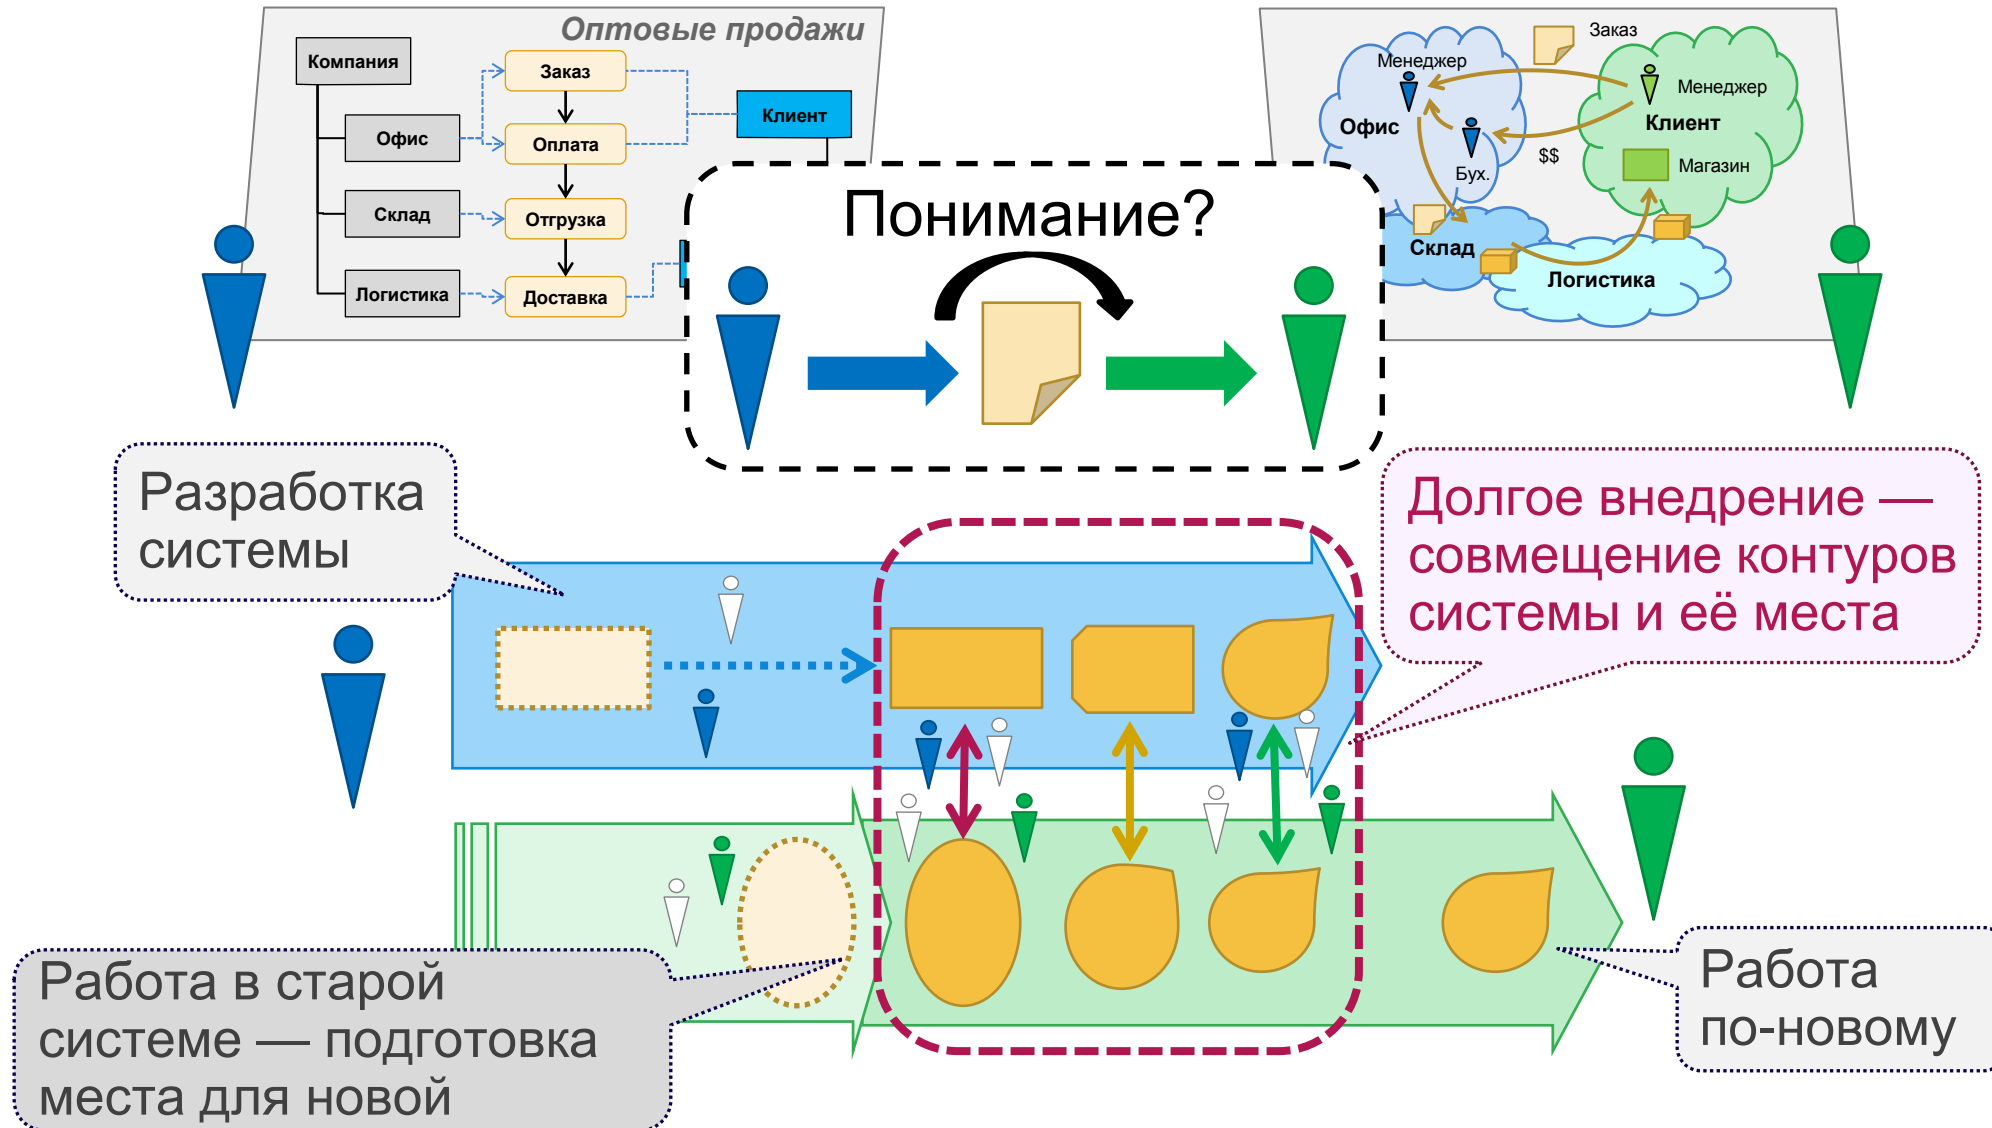 Оптовые продажи
Компания
Заказ
Клиент
Офис
Оплата
Склад
Отгрузка
Логистика
Доставка
Заказ
Менеджер
Менеджер
Офис
Клиент
$$
Бух.
Магазин
Склад
Логистика
Понимание?
Разработка
системы
Долгое внедрение —
совмещение контуров
системы и её места
Работа в старой
системе — подготовка
места для новой
Работа
по-новому